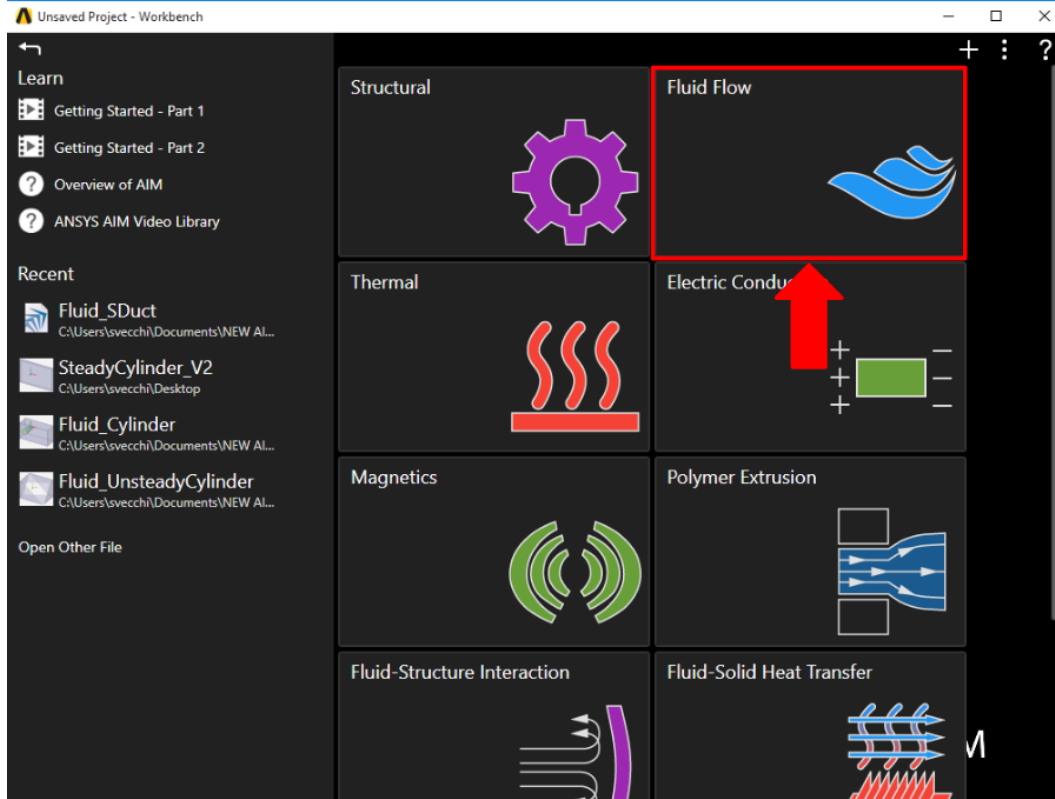 Unsaved Project - Workbench
Learn
Getting Started - Part 1
Getting Started - Part 2
Overview of AIM
ANSYS AIM Video Library
Recent
Fluid_SDuct
C:\Users\svecchi\Documents\NEW AI...
SteadyCylinder_V2
C:\Users\svecchi\Desktop
Fluid_Cylinder
C:\Users\svecchi\Documents\NEW AI...
Fluid_UnsteadyCylinder
C:\Users\svecchi\Documents\NEW AI...
Open Other File
Structural
Fluid Flow
Thermal
Electric
Magnetics
Polymer Extrusion
Fluid-Structure Interaction
Fluid-Solid Heat Transfer
M